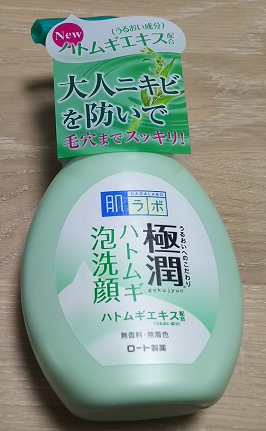 New
(うるおい成分)
ハトムギエキス配合
大人ニキビ
を防いで
毛穴までスッキリ!
HADALABO
肌ラボ
うるおいへのこだわり。
極潤
gokujyun
ハトムギ
泡洗顔
ハトムギエキス配合
(うるおい成分)
無香料・無着色
ロート製薬